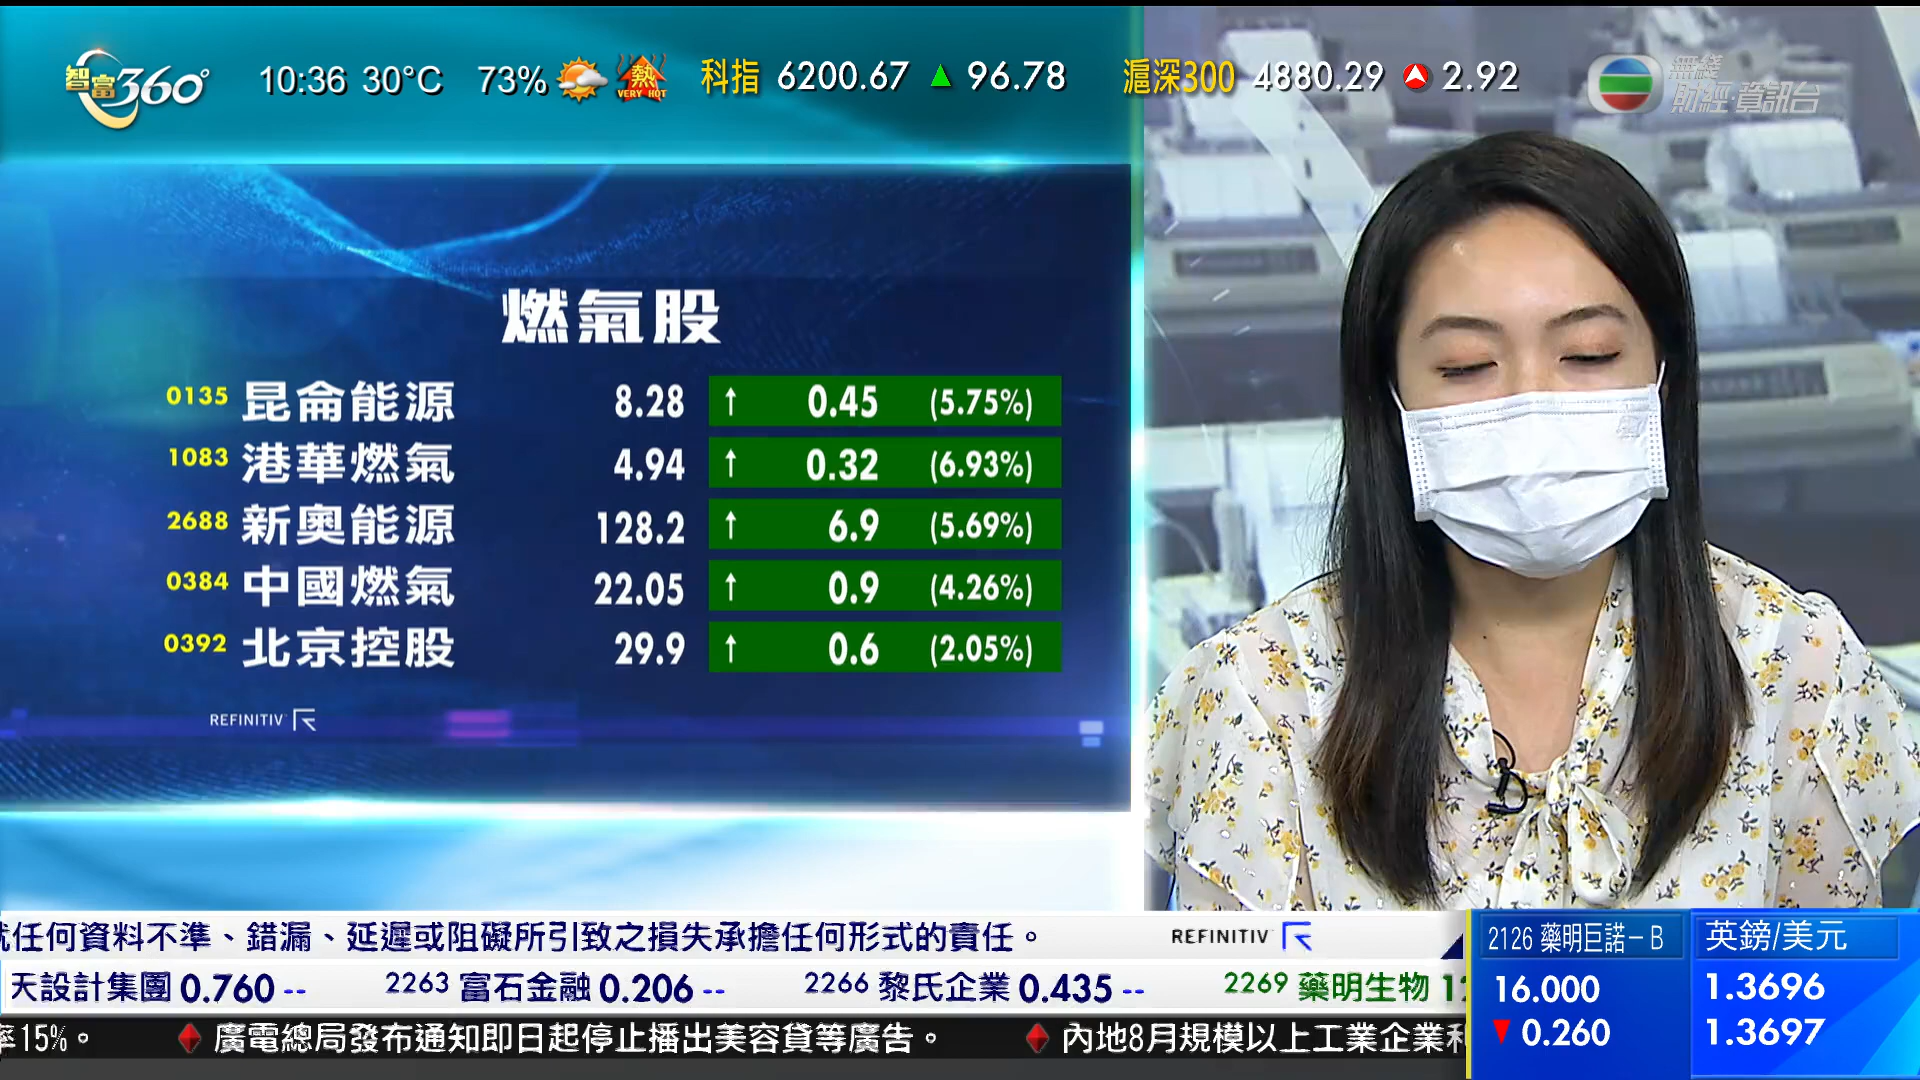 智富360°
10:36 30°C 73% 熱 VERY HOT 科指 6200.67 ▲ 96.78 滬深300 4880.29 2.92
無綫
財經·資訊台
燃氣股
0135 昆侖能源 8.28 ↑ 0.45 (5.75%)
1083 港華燃氣 4.94 ↑ 0.32 (6.93%)
2688 新奧能源 128.2 ↑ 6.9 (5.69%)
0384 中國燃氣 22.05 ↑ 0.9 (4.26%)
0392 北京控股 29.9 ↑ 0.6 (2.05%)
REFINITIV
任何資料不準、錯漏、延遲或阻礙所引致之損失承擔任何形式的責任。 REFINITIV
天設計集團 0.760 -- 2263 富石金融 0.206 -- 2266 黎氏企業 0.435 -- 2269 藥明生物
率15%。 ◆ 廣電總局發布通知即日起停止播出美容貸等廣告。 ◆ 內地8月規模以上工業企業利
2126 藥明巨諾－B
16.000
▼ 0.260
英鎊/美元
1.3696
1.3697